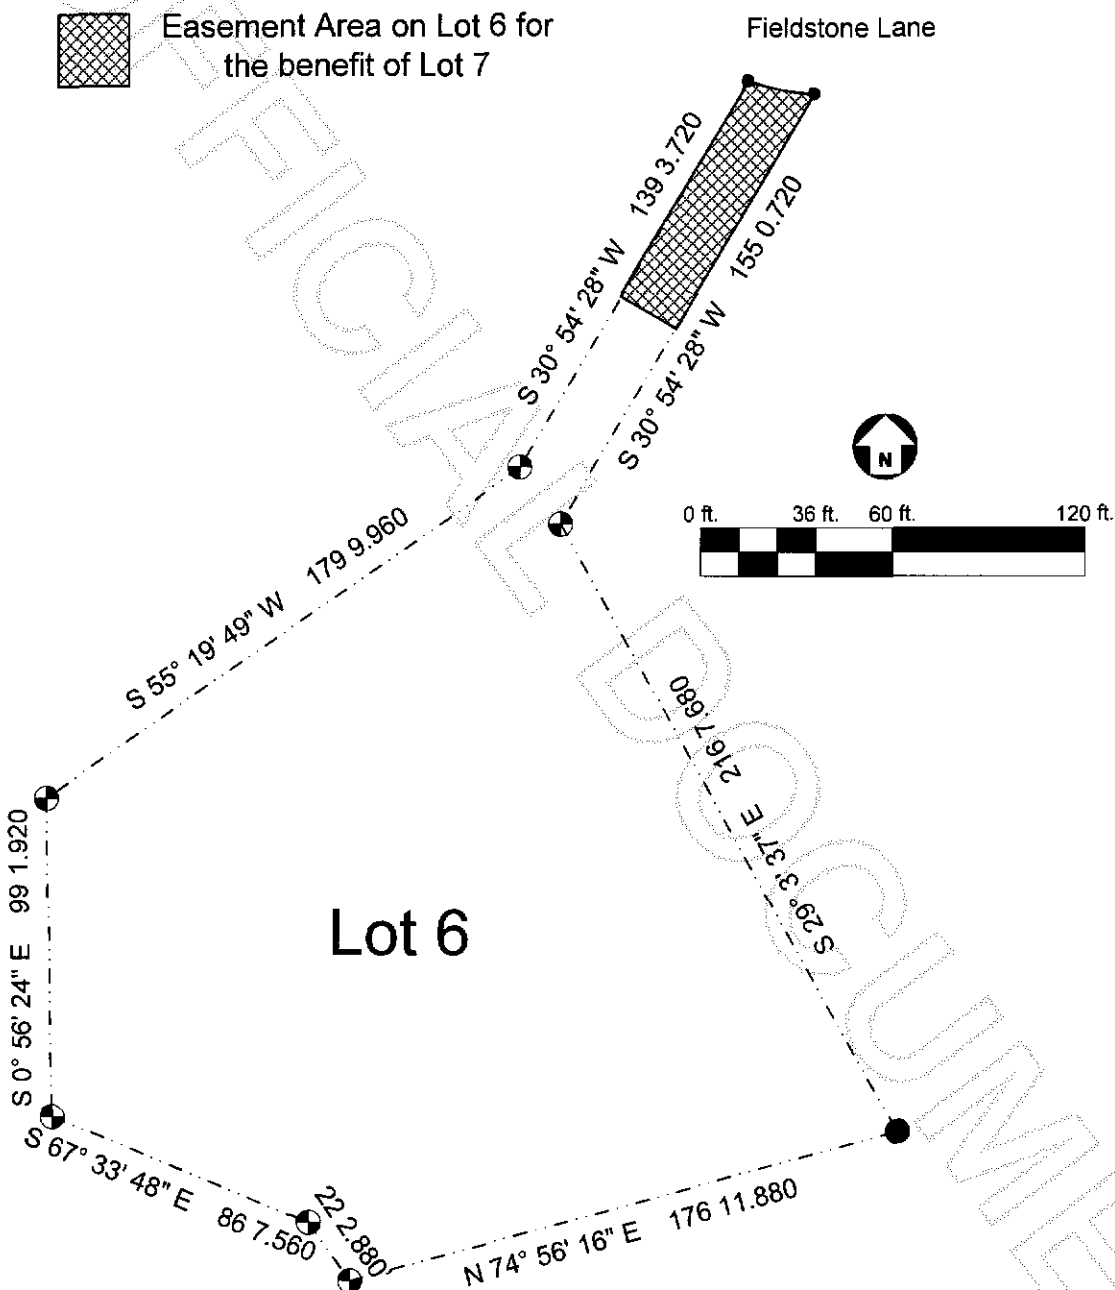 Easement Area on Lot 6 for
the benefit of Lot 7
Fieldstone Lane
139 3.720
S 30° 54' 28" W
155 0.720
S 30° 54' 28" W
N
0 ft. 36 ft. 60 ft. 120 ft.
S 55° 19' 49" W 179 9.960
S 29° 3' 37" E 216 7.680
S 0° 56' 24" E 99 1.920
Lot 6
S 67° 33' 48" E 86 7.560
22 2.880
N 74° 56' 16" E 176 11.880
FFICIAL DOCUME